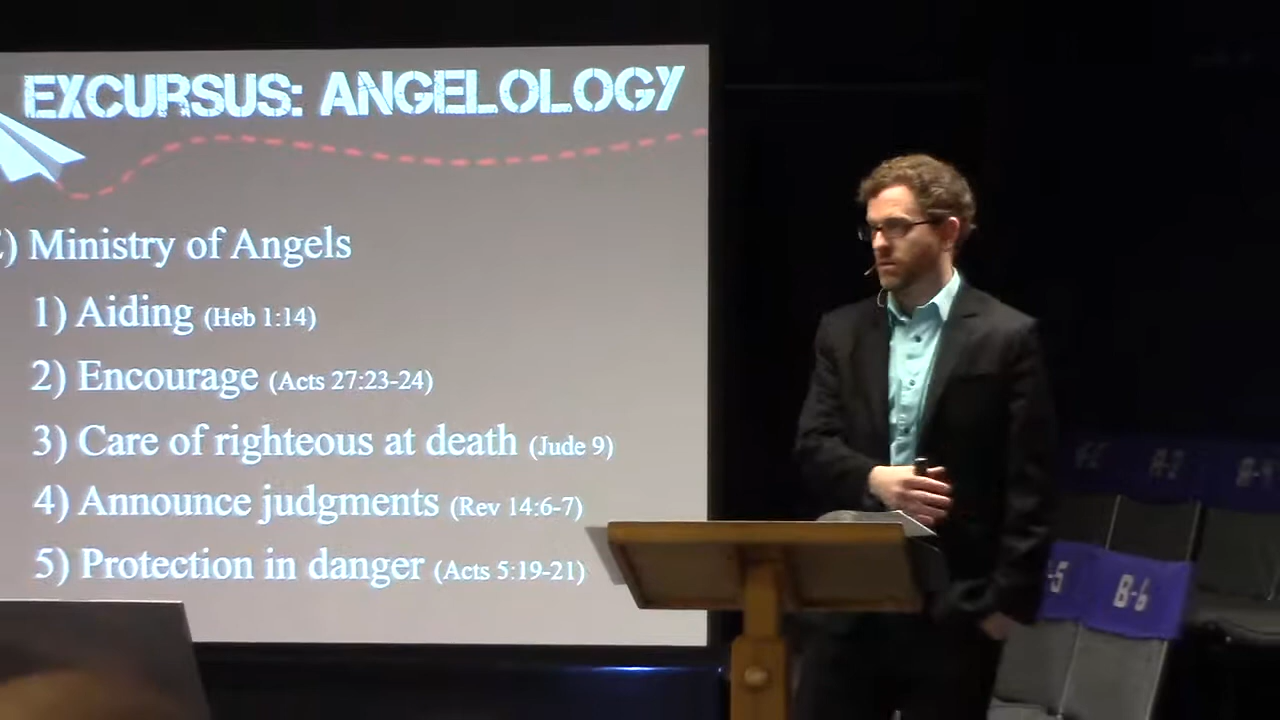 EXCURSUS: ANGELOLOGY
) Ministry of Angels
1) Aiding (Heb 1:14)
2) Encourage (Acts 27:23-24)
3) Care of righteous at death (Jude 9)
4) Announce judgments (Rev 14:6-7)
5) Protection in danger (Acts 5:19-21)
-5
B-6